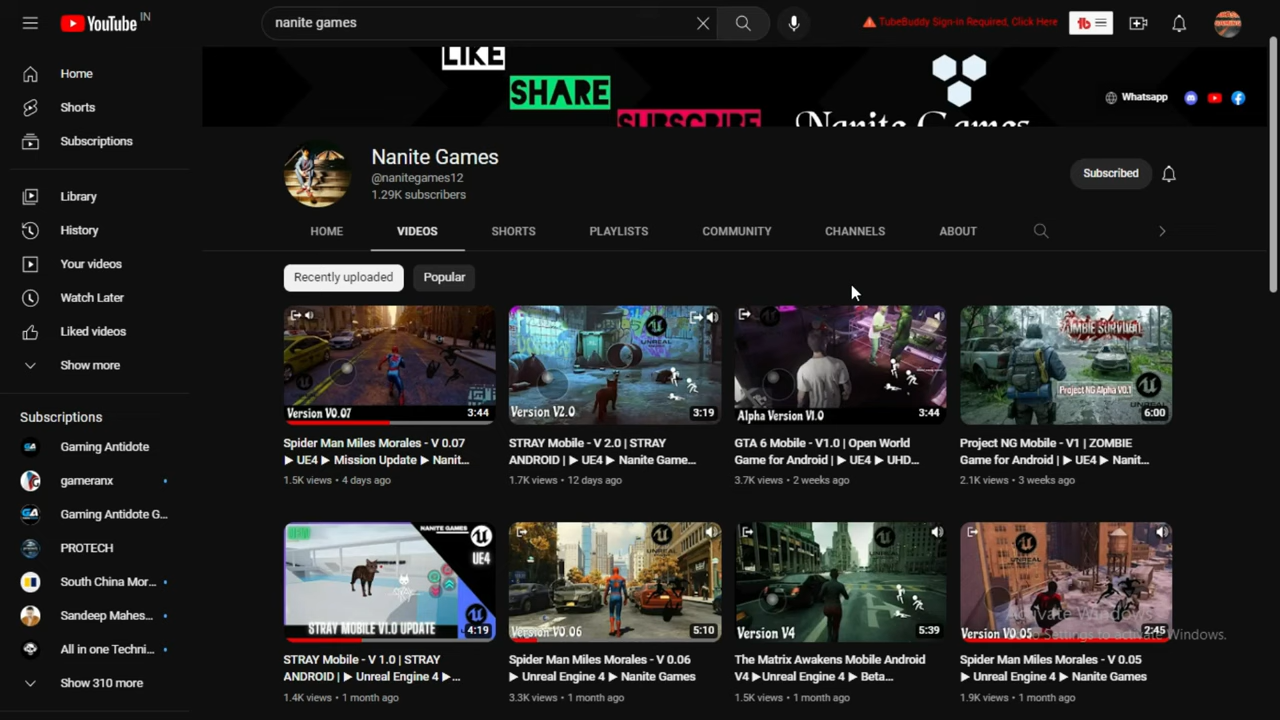 YouTube IN
nanite games
TubeBuddy Sign-in Required, Click Here
tb
Home
Shorts
Subscriptions
Library
History
Your videos
Watch Later
Liked videos
Show more
Subscriptions
Gaming Antidote
gameranx
Gaming Antidote G...
PROTECH
South China Mor...
Sandeep Mahes...
All in one Techni...
Show 310 more
LIKE
SHARE
SUBSCRIBE
Nanite Games
Whatsapp
Nanite Games
@nanitegames12
1.29K subscribers
Subscribed
HOME VIDEOS SHORTS PLAYLISTS COMMUNITY CHANNELS ABOUT
Recently uploaded Popular
Version V0.07 3:44
Spider Man Miles Morales - V 0.07
▶ UE4 ▶ Mission Update ▶ Nanit...
1.5K views • 4 days ago
UNREAL
Version V2.0 3:19
STRAY Mobile - V 2.0 | STRAY
ANDROID | ▶ UE4 ▶ Nanite Game...
1.7K views • 12 days ago
UNREAL
Alpha Version V1.0 3:44
GTA 6 Mobile - V1.0 | Open World
Game for Android | ▶ UE4 ▶ UHD...
3.7K views • 2 weeks ago
ZOMBIE SURVIVAL
Project NG Alpha V0.1
UNREAL
6:00
Project NG Mobile - V1 | ZOMBIE
Game for Android | ▶ UE4 ▶ Nanit...
2.1K views • 3 weeks ago
NANITE GAMES
UE4
STRAY MOBILE V1.0 UPDATE 4:19
STRAY Mobile - V 1.0 | STRAY
ANDROID | ▶ Unreal Engine 4 ▶...
1.4K views • 1 month ago
UNREAL
Version V0.06 5:10
Spider Man Miles Morales - V 0.06
▶ Unreal Engine 4 ▶ Nanite Games
3.3K views • 1 month ago
UNREAL
Version V4 5:39
The Matrix Awakens Mobile Android
V4 ▶Unreal Engine 4 ▶ Beta...
1.5K views • 1 month ago
UNREAL
Version V0.05 2:45
Spider Man Miles Morales - V 0.05
▶ Unreal Engine 4 ▶ Nanite Games
1.9K views • 1 month ago
Activate Windows
Settings to activate Windows.